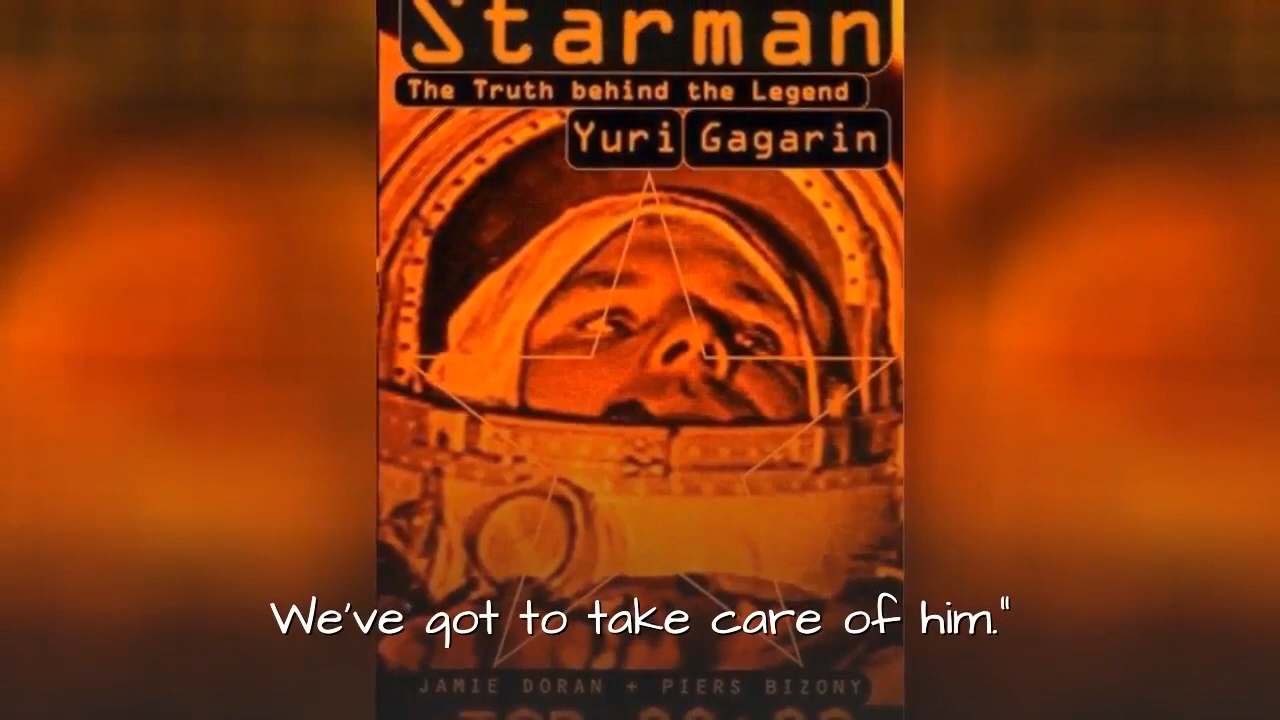 Starman
The Truth behind the Legend
Yuri Gagarin
We've got to take care of him."
JAMIE DORAN + PIERS BIZONY